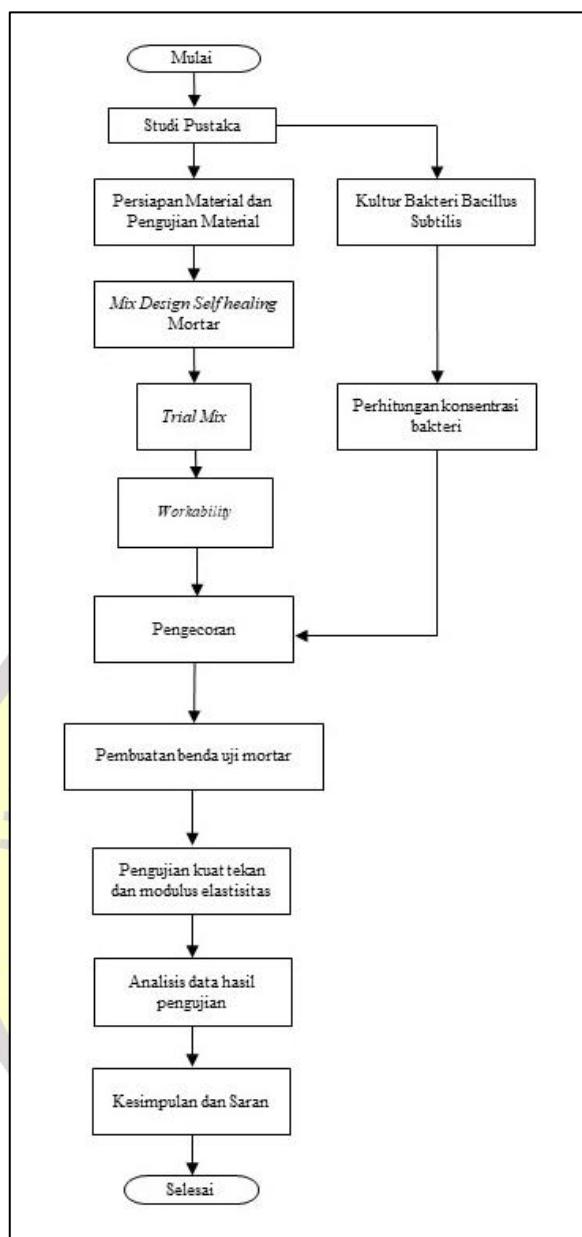 Mulai
Studi Pustaka
Persiapan Material dan
Pengujian Material
Kultur Bakteri Bacillus
Subtilis
Mix Design Self healing
Mortar
Trial Mix
Perhitungan konsentrasi
bakteri
Workability
Pengecoran
Pembuatan benda uji mortar
Pengujian kuat tekan
dan modulus elastisitas
Analisis data hasil
pengujian
Kesimpulan dan Saran
Selesai